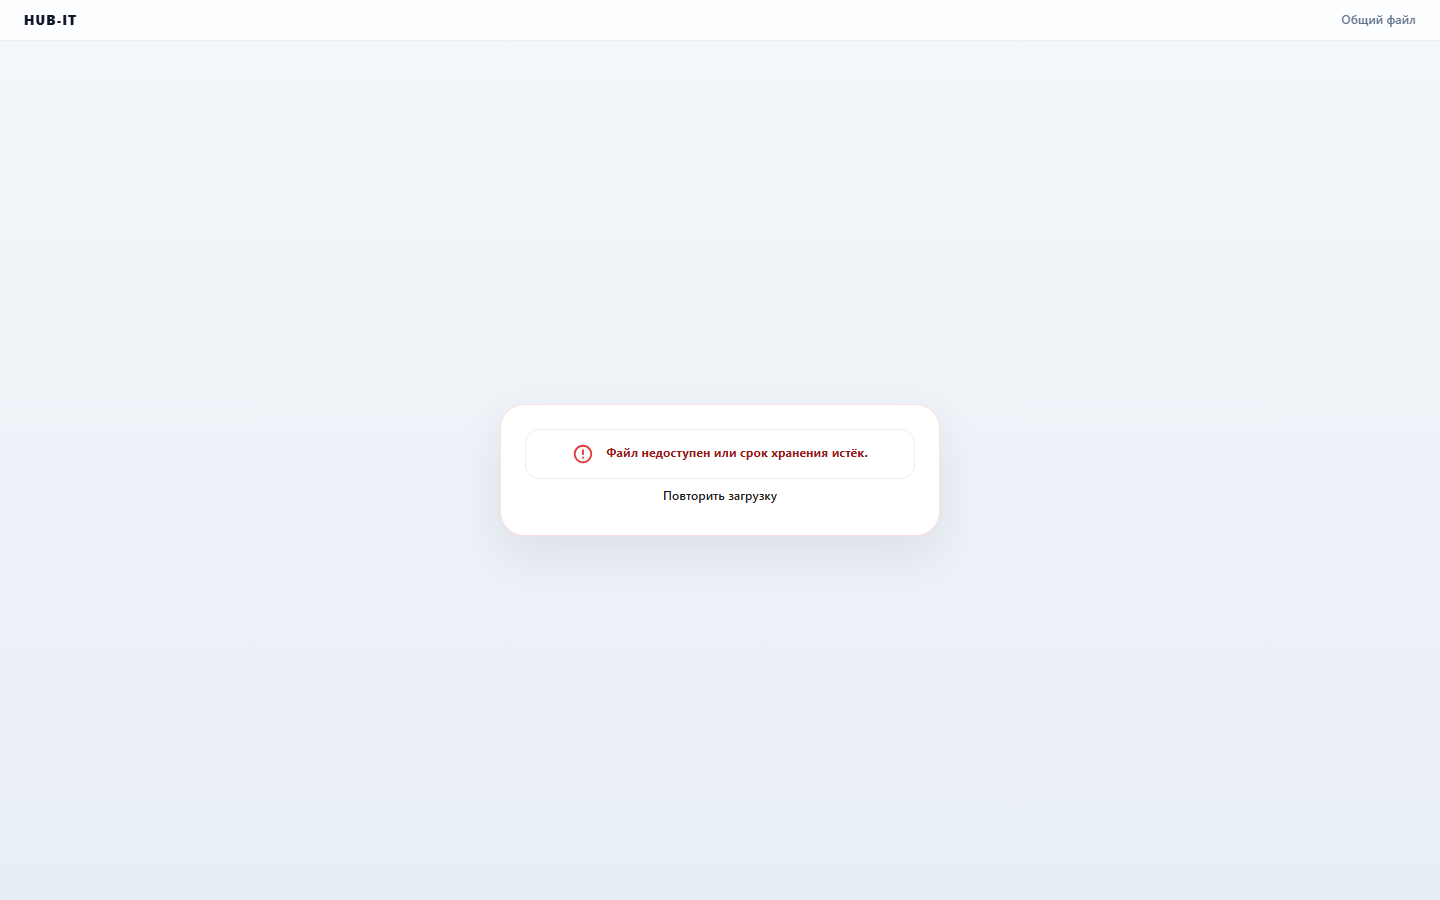 HUB-IT
Общий файл
Файл недоступен или срок хранения истёк.
Повторить загрузку